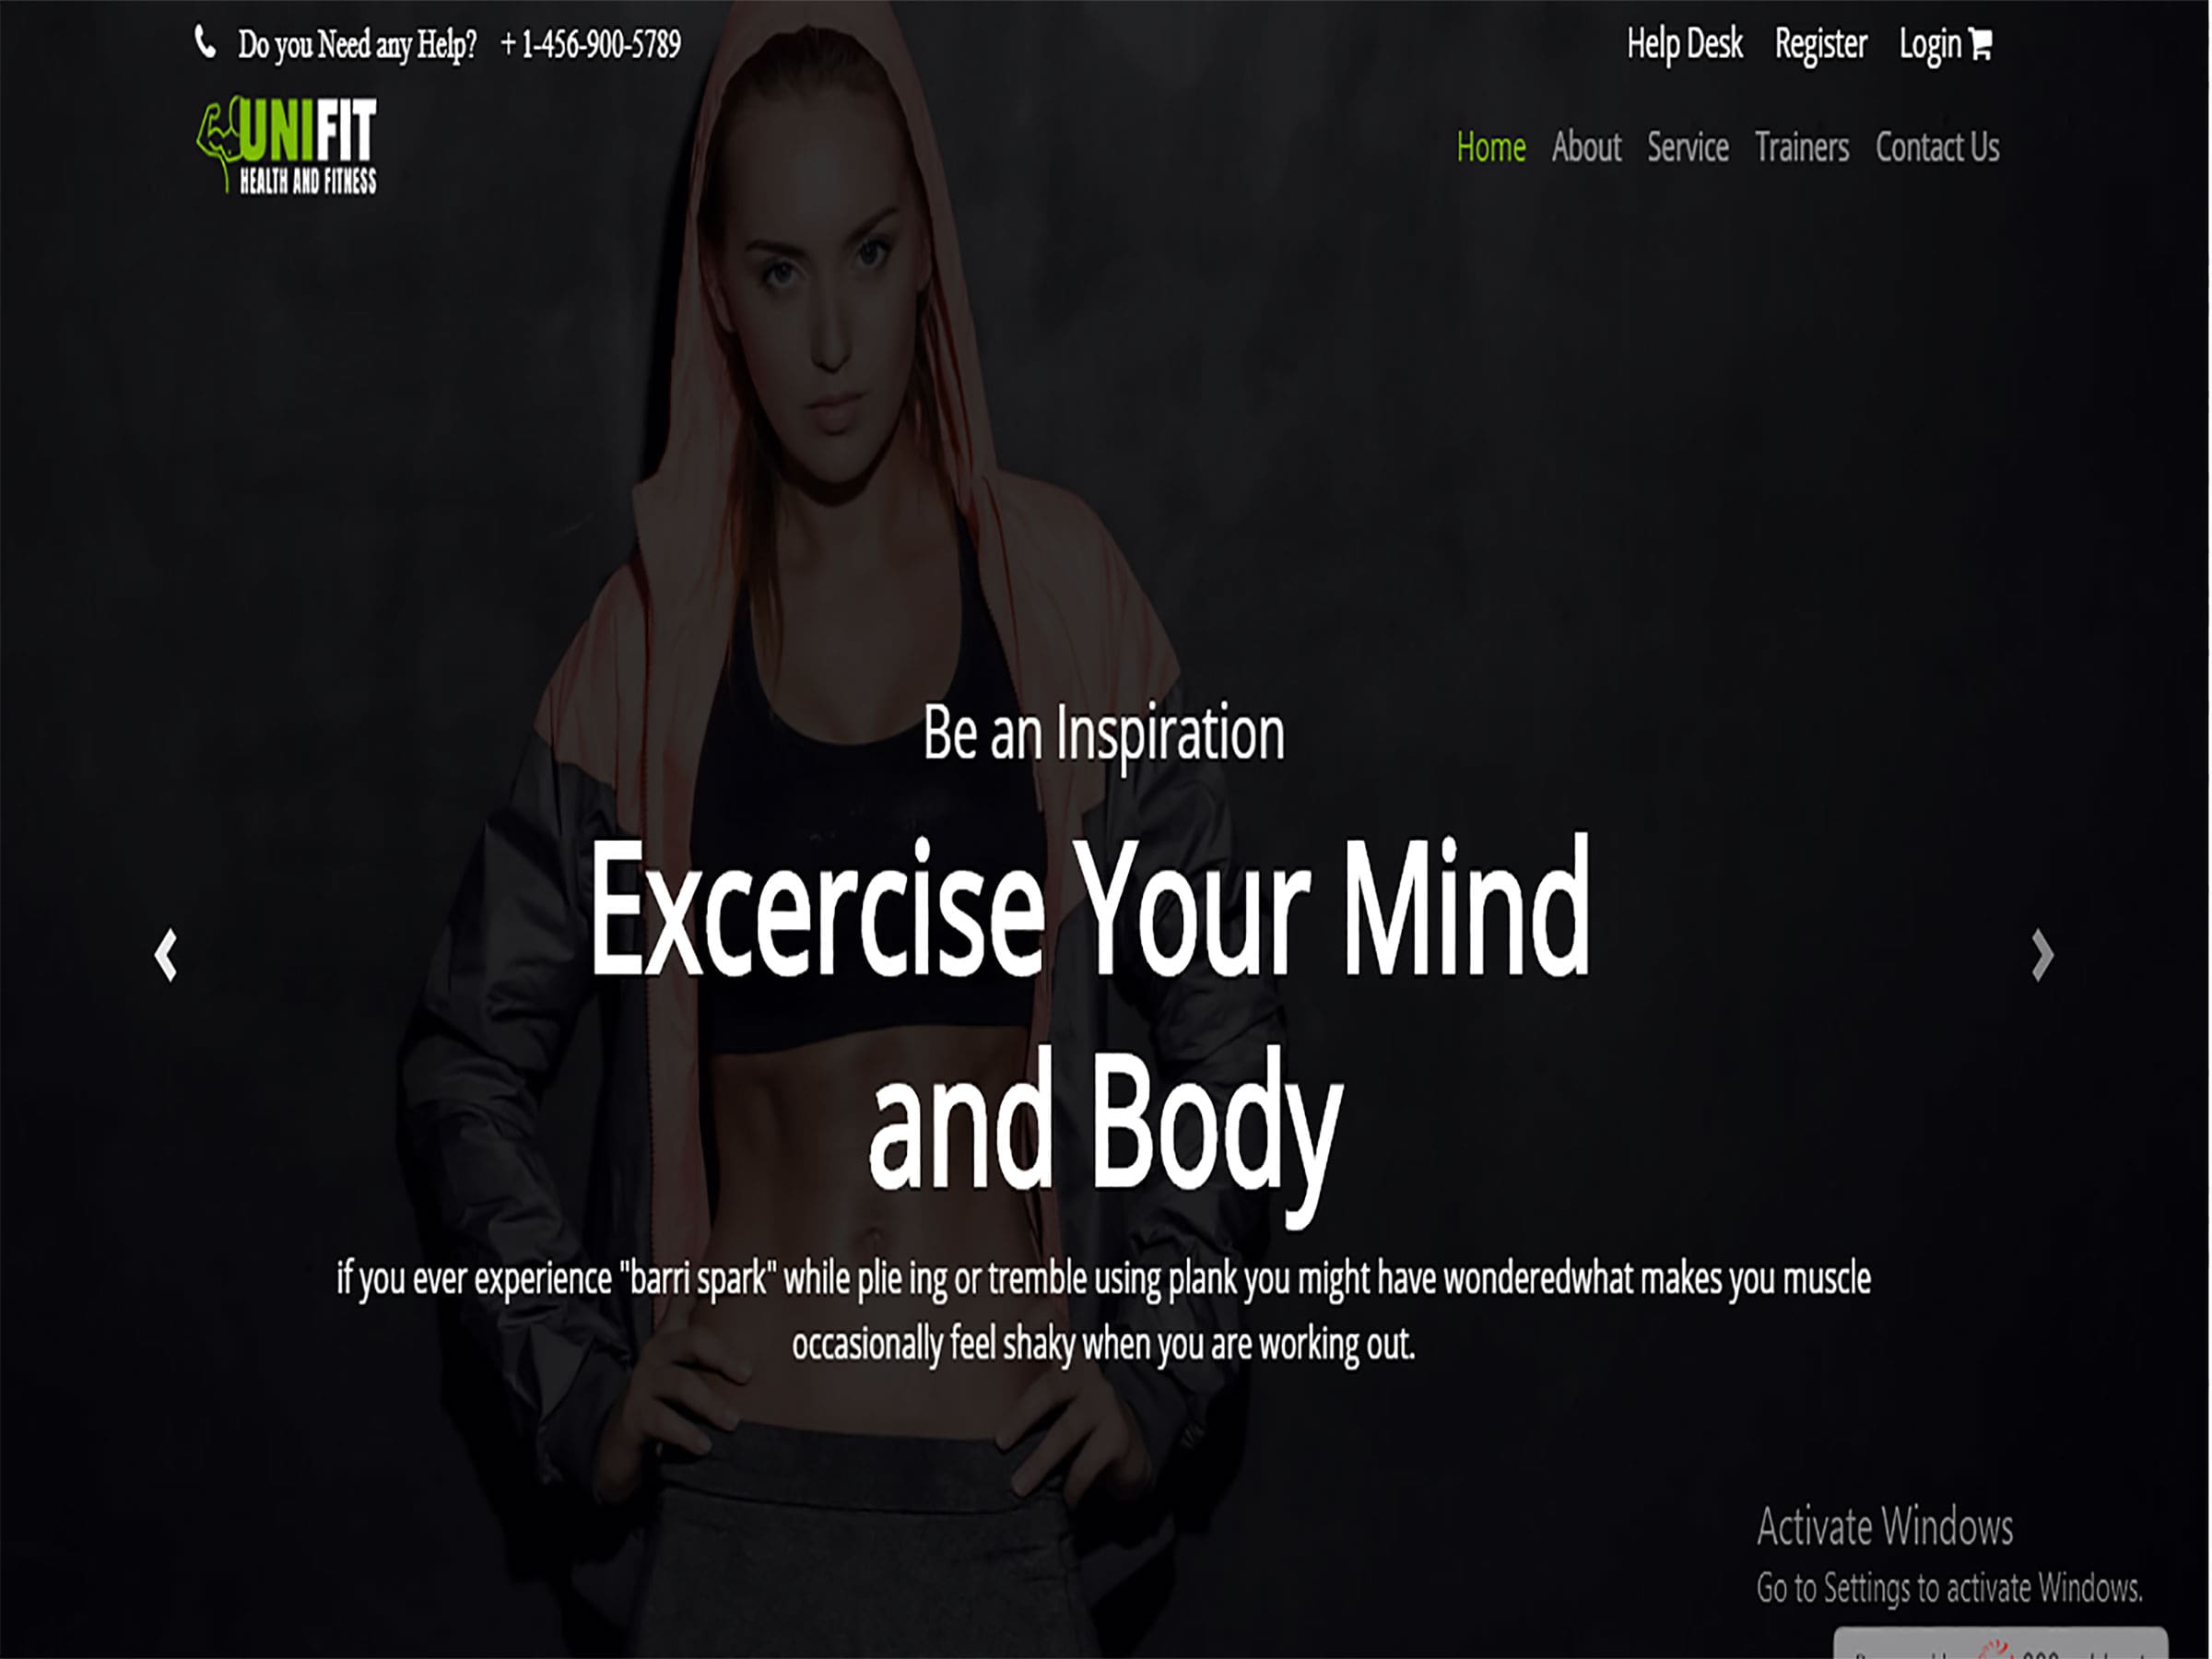 Do you Need any Help? + 1-456-900-5789
Help Desk Register Login
UNIFIT
HEALTH AND FITNESS
Home About Service Trainers Contact Us
Be an Inspiration
Excercise Your Mind
and Body
if you ever experience "barri spark" while plie ing or tremble using plank you might have wonderedwhat makes you muscle
occasionally feel shaky when you are working out.
Activate Windows
Go to Settings to activate Windows.